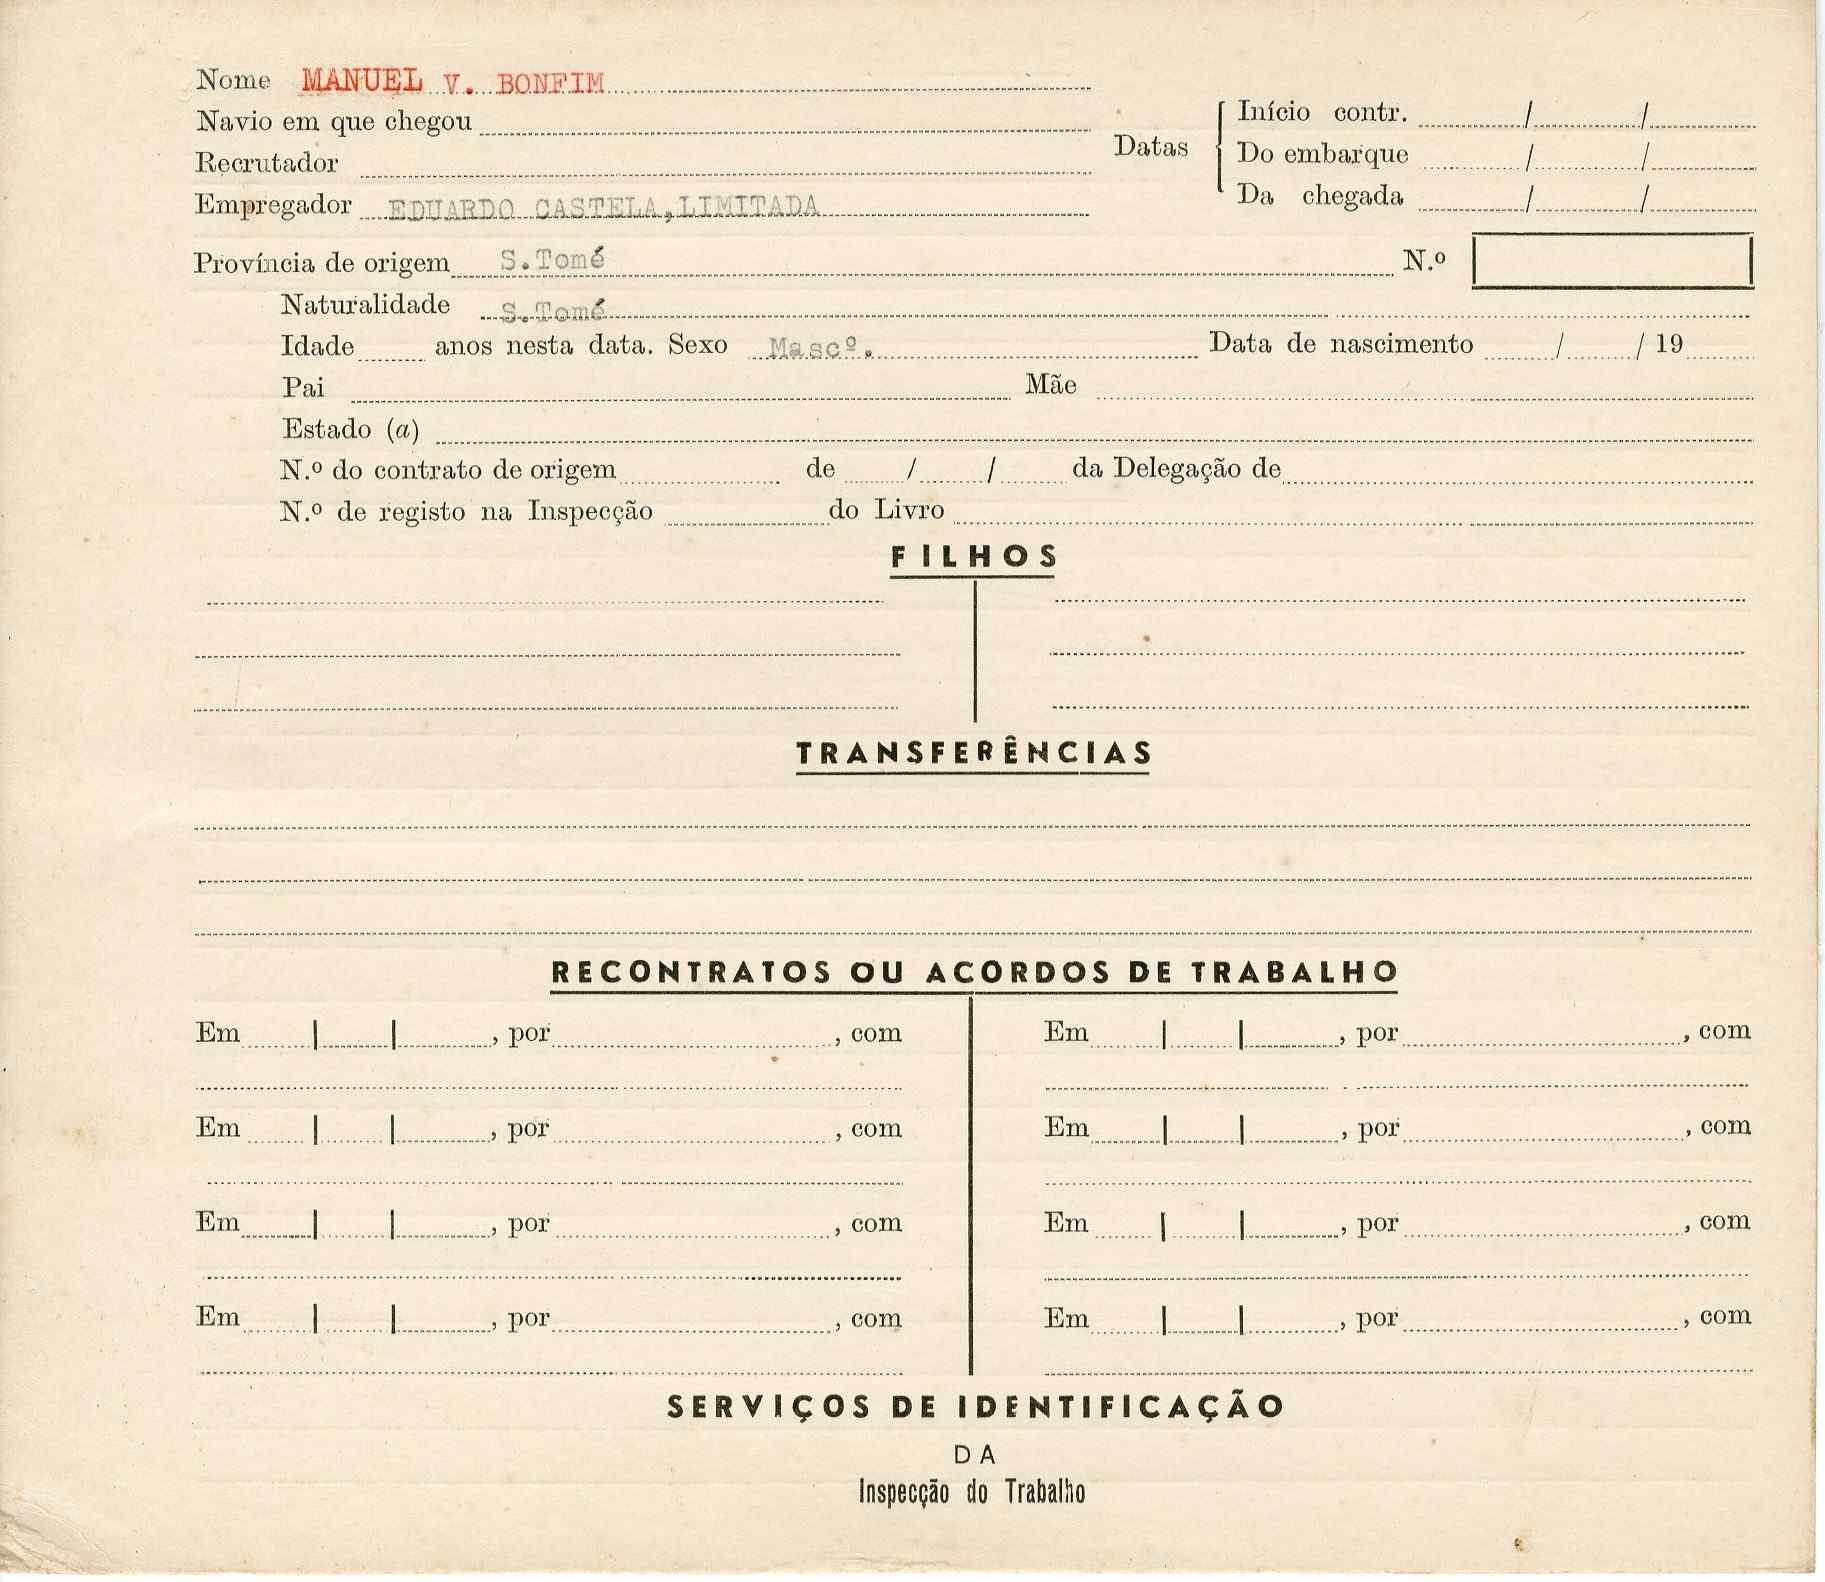 Nome MANUEL V. BONFIM
Navio em que chegou
Recrutador
Empregador EDUARDO CASTELA,LIMITADA
Datas
Início contr. / /
Do embarque / /
Da chegada / /
Província de origem S.Tomé N.º
Naturalidade S.Tomé
Idade anos nesta data. Sexo Mascº. Data de nascimento / / 19
Pai Mãe
Estado (a)
N.º do contrato de origem de / / da Delegação de
N.º de registo na Inspecção do Livro
FILHOS
TRANSFERÊNCIAS
RECONTRATOS OU ACORDOS DE TRABALHO
Em | | , por , com Em | | , por , com
Em | | , por , com Em | | , por , com
Em | | , por , com Em | | , por , com
Em | | , por , com Em | | , por , com
SERVIÇOS DE IDENTIFICAÇÃO
DA
Inspecção do Trabalho